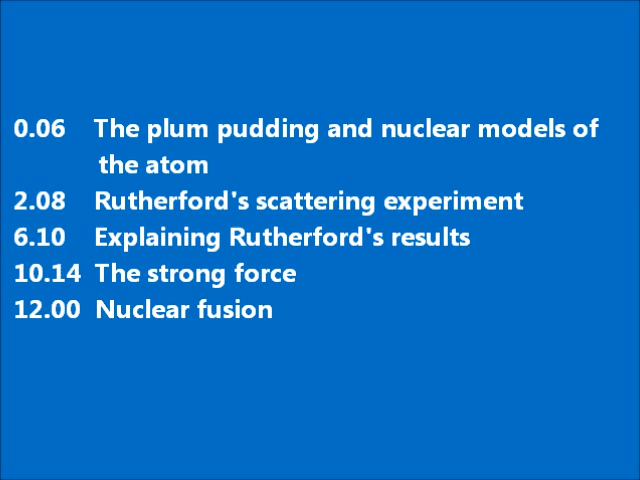 0.06 The plum pudding and nuclear models of
the atom
2.08 Rutherford's scattering experiment
6.10 Explaining Rutherford's results
10.14 The strong force
12.00 Nuclear fusion